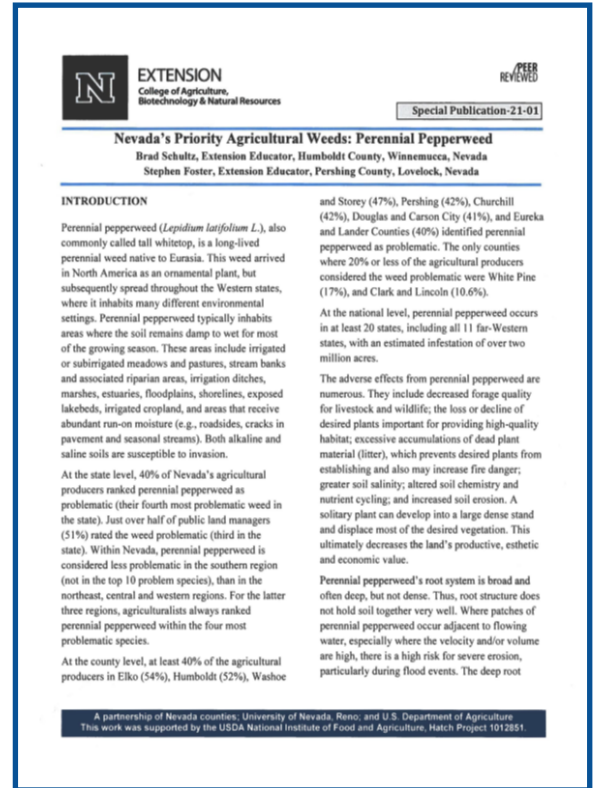 N
EXTENSION
College of Agriculture,
Biotechnology & Natural Resources
PEER
REVIEWED
Special Publication-21-01
Nevada's Priority Agricultural Weeds: Perennial Pepperweed
Brad Schultz, Extension Educator, Humboldt County, Winnemucca, Nevada
Stephen Foster, Extension Educator, Pershing County, Lovelock, Nevada
INTRODUCTION
Perennial pepperweed (Lepidium latifolium L.), also
commonly called tall whitetop, is a long-lived
perennial weed native to Eurasia. This weed arrived
in North America as an ornamental plant, but
subsequently spread throughout the Western states,
where it inhabits many different environmental
settings. Perennial pepperweed typically inhabits
areas where the soil remains damp to wet for most
of the growing season. These areas include irrigated
or subirrigated meadows and pastures, stream banks
and associated riparian areas, irrigation ditches,
marshes, estuaries, floodplains, shorelines, exposed
lakebeds, irrigated cropland, and areas that receive
abundant run-on moisture (e.g., roadsides, cracks in
pavement and seasonal streams). Both alkaline and
saline soils are susceptible to invasion.
At the state level, 40% of Nevada's agricultural
producers ranked perennial pepperweed as
problematic (their fourth most problematic weed in
the state). Just over half of public land managers
(51%) rated the weed problematic (third in the
state). Within Nevada, perennial pepperweed is
considered less problematic in the southern region
(not in the top 10 problem species), than in the
northeast, central and western regions. For the latter
three regions, agriculturalists always ranked
perennial pepperweed within the four most
problematic species.
At the county level, at least 40% of the agricultural
producers in Elko (54%), Humboldt (52%), Washoe
and Storey (47%), Pershing (42%), Churchill
(42%), Douglas and Carson City (41%), and Eureka
and Lander Counties (40%) identified perennial
pepperweed as problematic. The only counties
where 20% or less of the agricultural producers
considered the weed problematic were White Pine
(17%), and Clark and Lincoln (10.6%).
At the national level, perennial pepperweed occurs
in at least 20 states, including all 11 far-Western
states, with an estimated infestation of over two
million acres.
The adverse effects from perennial pepperweed are
numerous. They include decreased forage quality
for livestock and wildlife; the loss or decline of
desired plants important for providing high-quality
habitat; excessive accumulations of dead plant
material (litter), which prevents desired plants from
establishing and also may increase fire danger;
greater soil salinity; altered soil chemistry and
nutrient cycling; and increased soil erosion. A
solitary plant can develop into a large dense stand
and displace most of the desired vegetation. This
ultimately decreases the land's productive, esthetic
and economic value.
Perennial pepperweed's root system is broad and
often deep, but not dense. Thus, root structure does
not hold soil together very well. Where patches of
perennial pepperweed occur adjacent to flowing
water, especially where the velocity and/or volume
are high, there is a high risk for severe erosion,
particularly during flood events. The deep root
A partnership of Nevada counties; University of Nevada, Reno; and U.S. Department of Agriculture
This work was supported by the USDA National Institute of Food and Agriculture, Hatch Project 1012851.